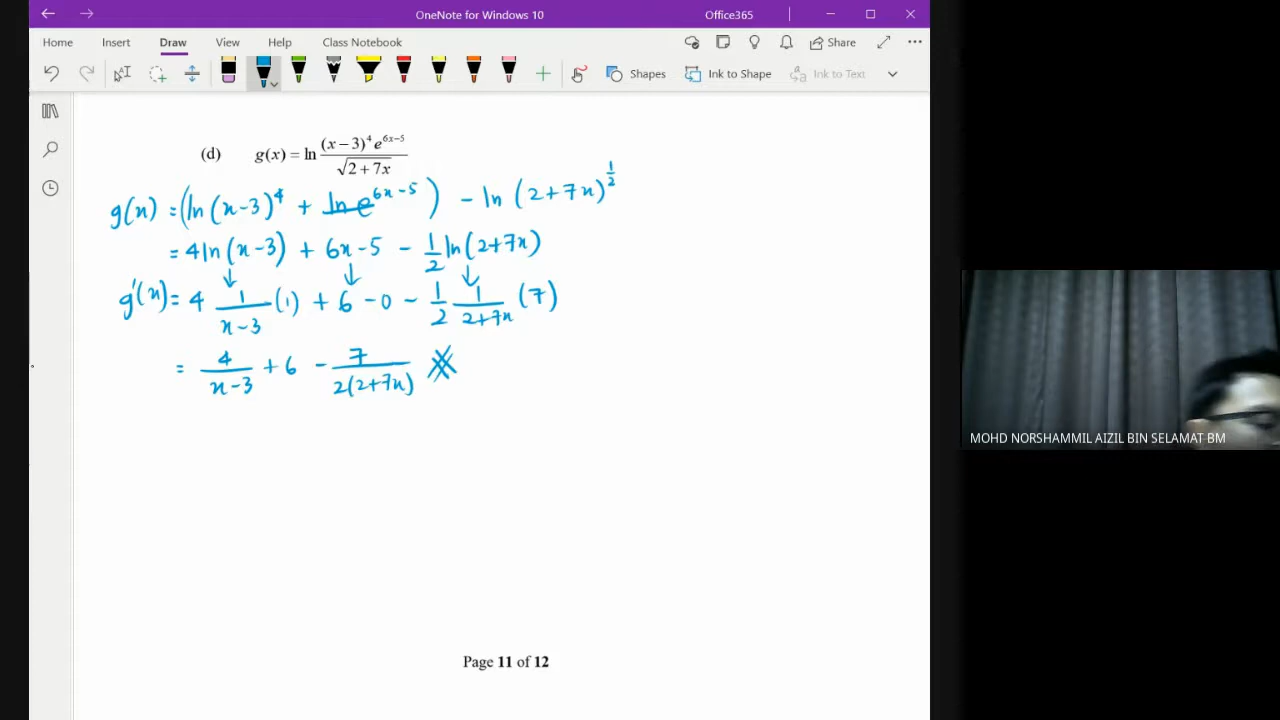 OneNote for Windows 10
Office365
Home Insert Draw View Help Class Notebook
Share
Shapes Ink to Shape Ink to Text
(d) g(x) = ln (x − 3)⁴ e⁶ˣ⁻⁵ / √(2 + 7x)
g(x) = (ln (x−3)⁴ + ln e⁶ˣ⁻⁵) − ln (2+7x)^(1/2)
= 4 ln (x−3) + 6x − 5 − 1/2 ln (2+7x)
g'(x) = 4 1/(x−3) (1) + 6 − 0 − 1/2 1/(2+7x) (7)
= 4/(x−3) + 6 − 7/(2(2+7x))
MOHD NORSHAMMIL AIZIL BIN SELAMAT BM
Page 11 of 12